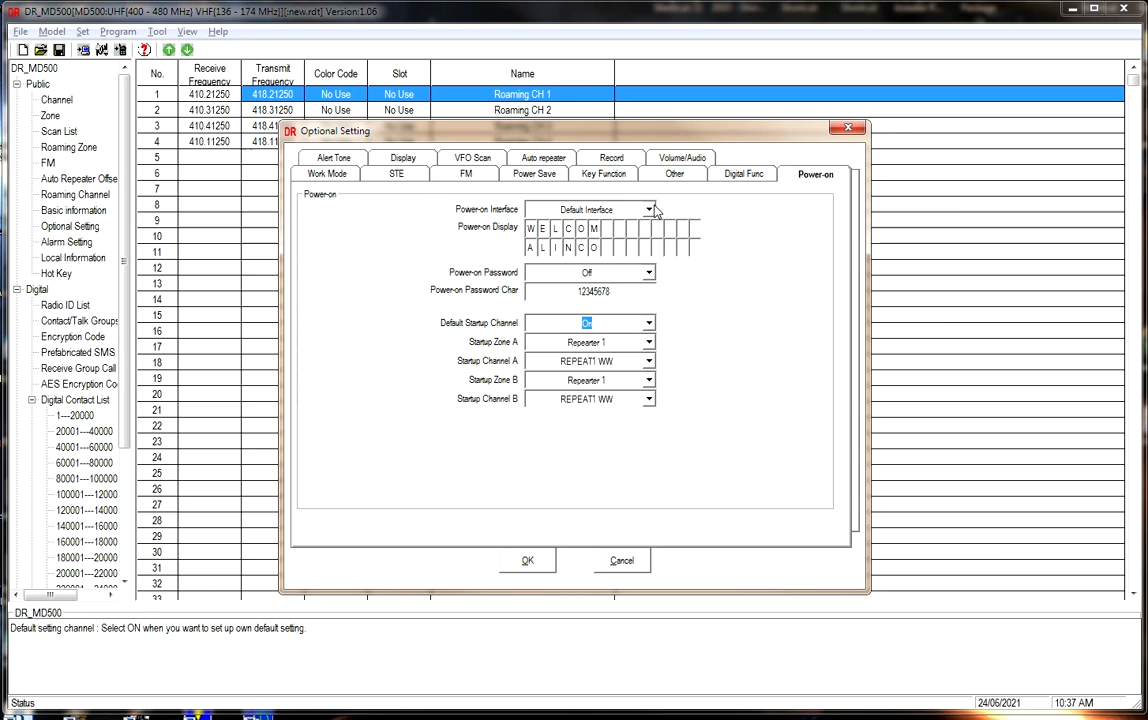 DR_MD500[MD500:UHF(400 - 480 MHz) VHF(136 - 174 MHz)][:new.rdt] Version:1.06
File Model Set Program Tool View Help
DR_MD500
Public
Channel
Zone
Scan List
Roaming Zone
FM
Auto Repeater Offse
Roaming Channel
Basic information
Optional Setting
Alarm Setting
Local Information
Hot Key
Digital
Radio ID List
Contact/Talk Groups
Encryption Code
Prefabricated SMS
Receive Group Call
AES Encryption Co
Digital Contact List
1---20000
20001---40000
40001---60000
60001---80000
80001---100000
100001---12000
120001---14000
140001---16000
160001---18000
180001---20000
200001---22000
No. Receive Frequency Transmit Frequency Color Code Slot Name
1 410.21250 418.21250 No Use No Use Roaming CH 1
2 410.31250 418.31250 No Use No Use Roaming CH 2
3 410.41250 418.41
4 410.11250 418.11
5
6
7
8
9
10
11
12
13
14
15
16
17
18
19
20
21
22
23
24
25
26
27
28
29
30
31
32
33
DR Optional Setting
Alert Tone Display VFO Scan Auto repeater Record Volume/Audio
Work Mode STE FM Power Save Key Function Other Digital Func Power-on
Power-on
Power-on Interface Default Interface
Power-on Display WELCOM
ALINCO
Power-on Password Off
Power-on Password Char 12345678
Default Startup Channel On
Startup Zone A Repearter 1
Startup Channel A REPEAT1 WW
Startup Zone B Repearter 1
Startup Channel B REPEAT1 WW
OK Cancel
DR_MD500
Default setting channel : Select ON when you want to set up own default setting.
Status 24/06/2021 10:37 AM